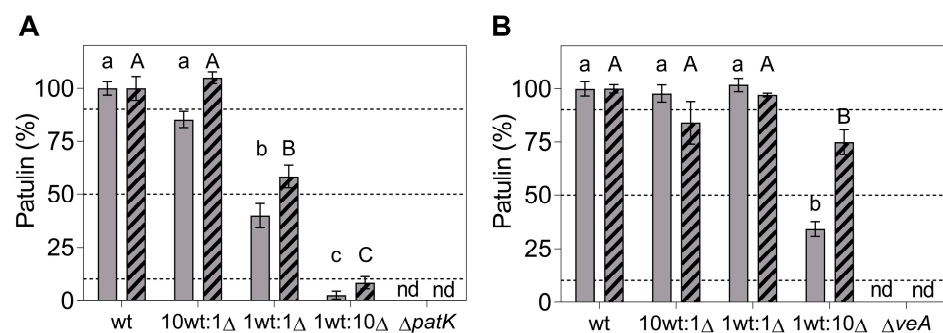 A
Patulin (%)
100
75
50
25
0
a A a A b B c C nd nd
wt 10wt:1Δ 1wt:1Δ 1wt:10Δ ΔpatK
B
Patulin (%)
100
75
50
25
0
a A a A a A b B nd nd
wt 10wt:1Δ 1wt:1Δ 1wt:10Δ ΔveA